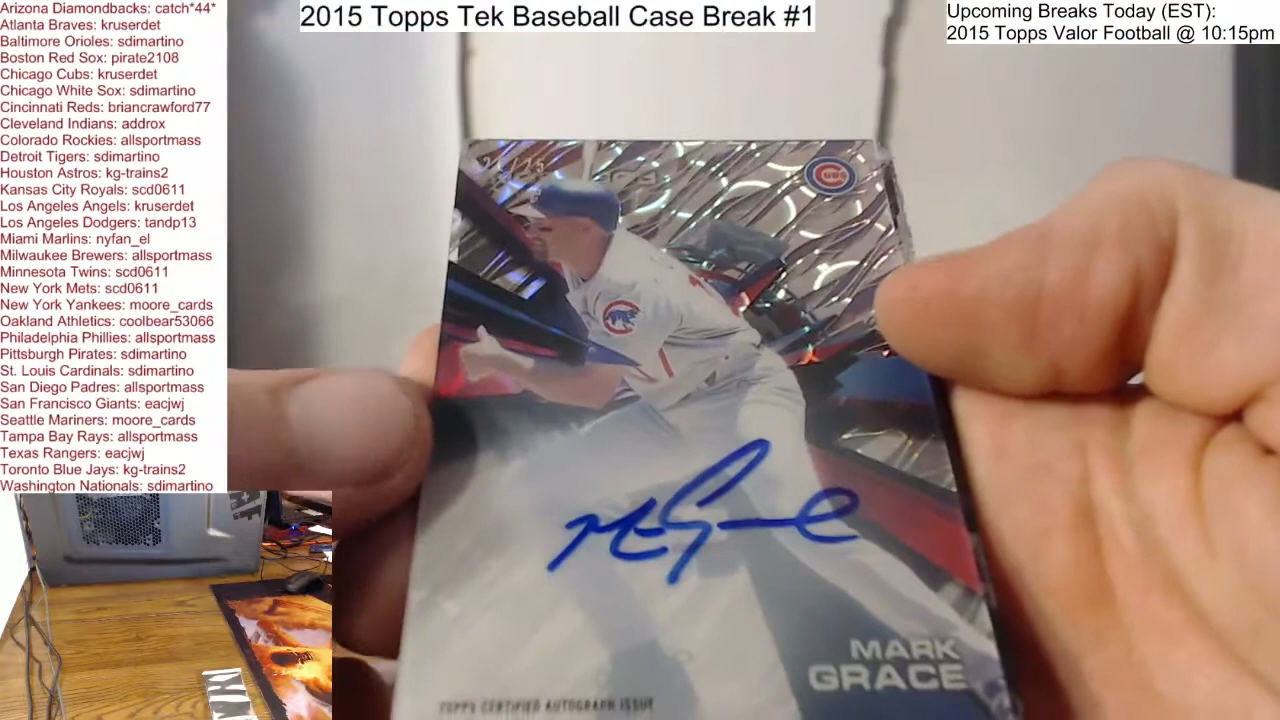 Arizona Diamondbacks: catch*44*
Atlanta Braves: kruserdet
Baltimore Orioles: sdimartino
Boston Red Sox: pirate2108
Chicago Cubs: kruserdet
Chicago White Sox: sdimartino
Cincinnati Reds: briancrawford77
Cleveland Indians: addrox
Colorado Rockies: allsportmass
Detroit Tigers: sdimartino
Houston Astros: kg-trains2
Kansas City Royals: scd0611
Los Angeles Angels: kruserdet
Los Angeles Dodgers: tandp13
Miami Marlins: nyfan_el
Milwaukee Brewers: allsportmass
Minnesota Twins: scd0611
New York Mets: scd0611
New York Yankees: moore_cards
Oakland Athletics: coolbear53066
Philadelphia Phillies: allsportmass
Pittsburgh Pirates: sdimartino
St. Louis Cardinals: sdimartino
San Diego Padres: allsportmass
San Francisco Giants: eacjwj
Seattle Mariners: moore_cards
Tampa Bay Rays: allsportmass
Texas Rangers: eacjwj
Toronto Blue Jays: kg-trains2
Washington Nationals: sdimartino
2015 Topps Tek Baseball Case Break #1
Upcoming Breaks Today (EST):
2015 Topps Valor Football @ 10:15pm
CUBS
MARK
GRACE
TOPPS CERTIFIED AUTOGRAPH ISSUE